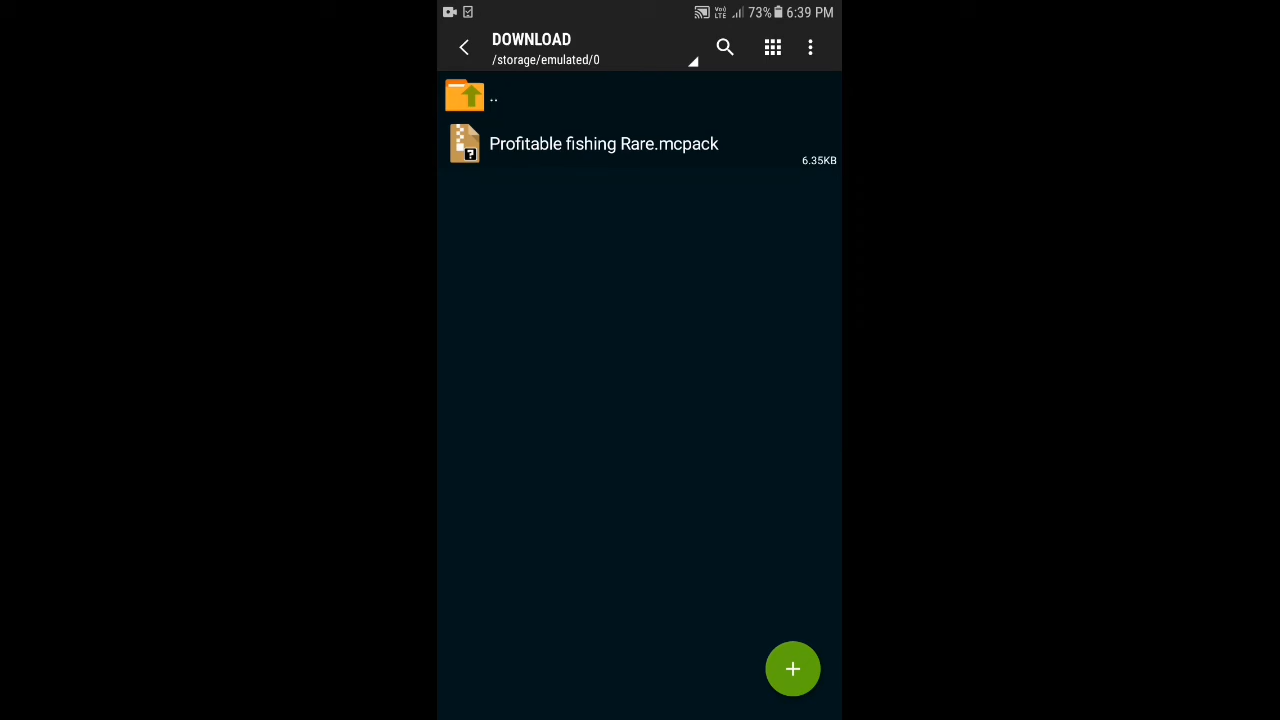 73% 6:39 PM
DOWNLOAD
/storage/emulated/0
..
Profitable fishing Rare.mcpack
6.35KB